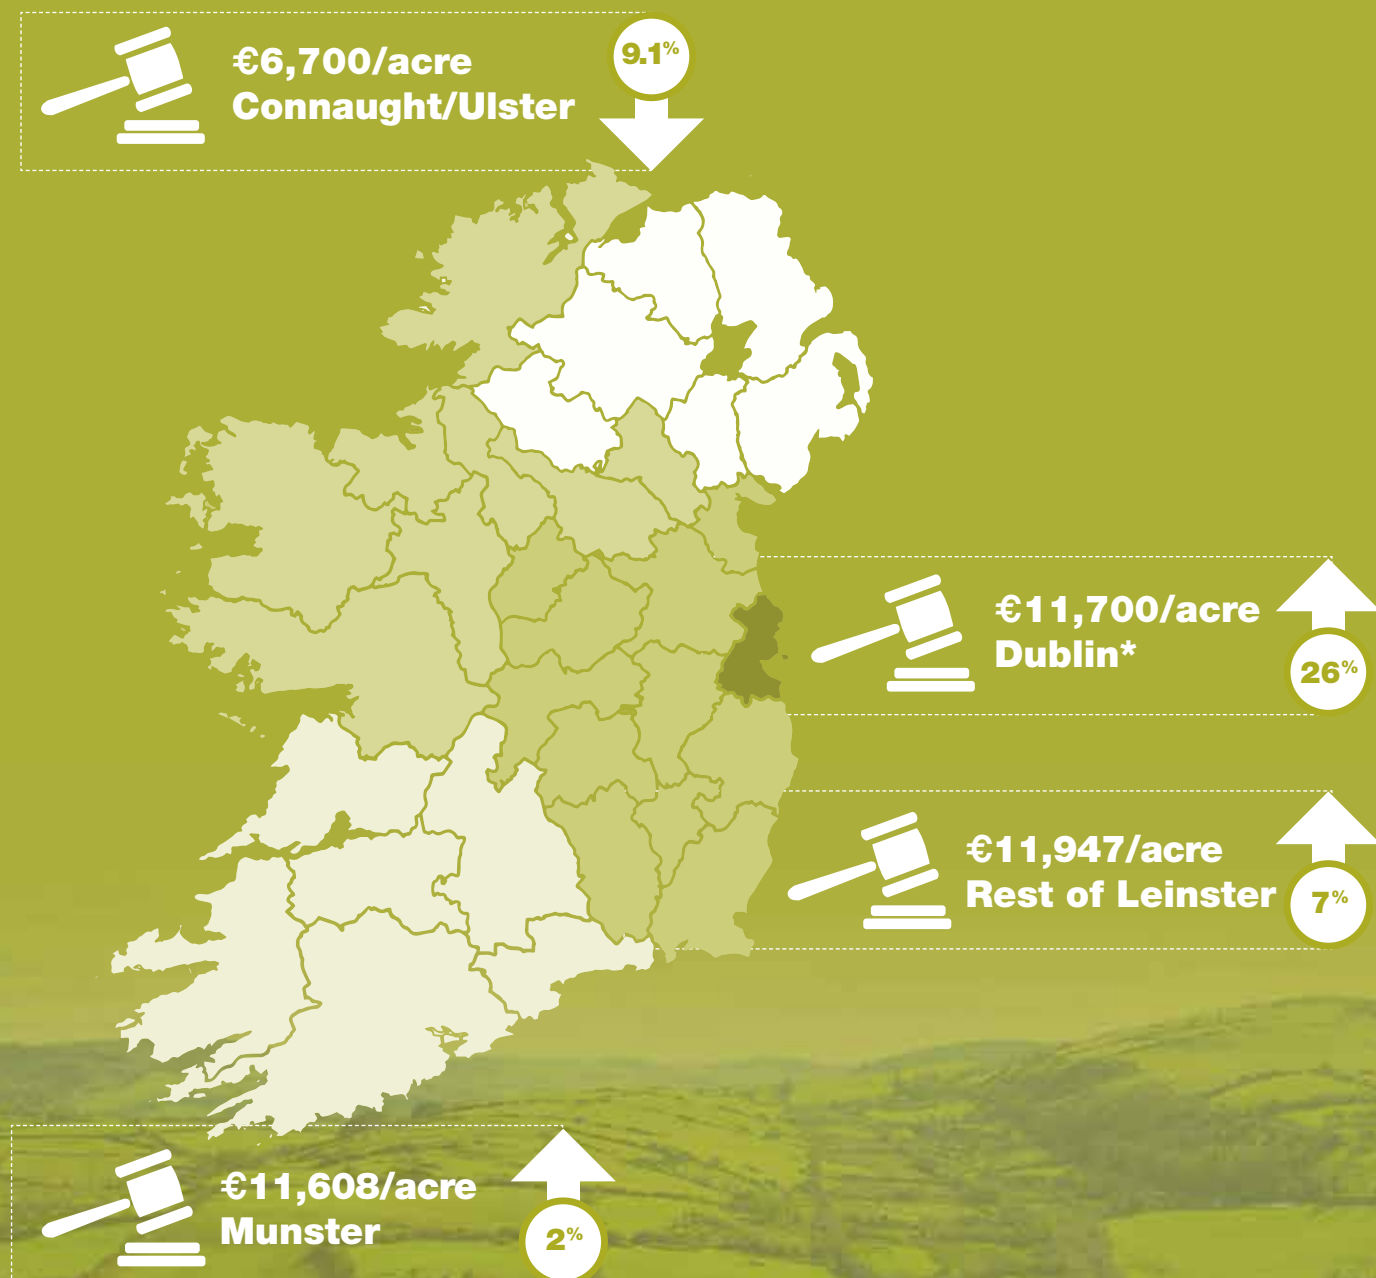 €6,700/acre
Connaught/Ulster
9.1%
€11,700/acre
Dublin*
26%
€11,947/acre
Rest of Leinster
7%
€11,608/acre
Munster
2%